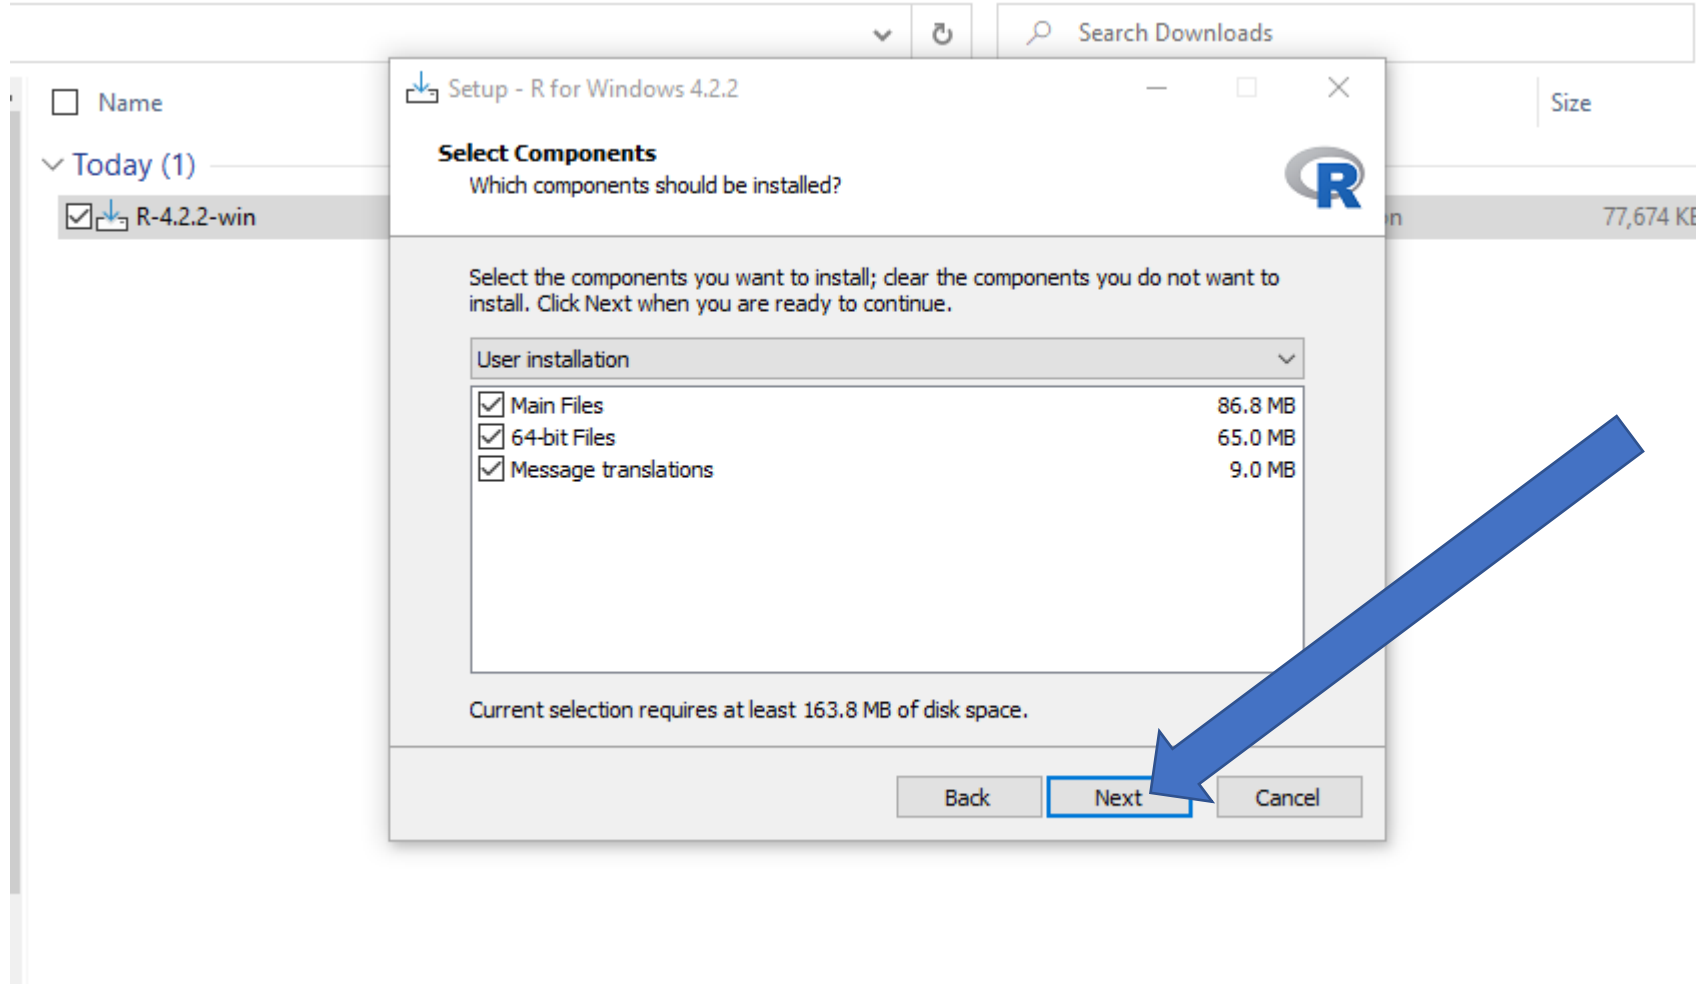 Search Downloads
Name
Size
Today (1)
R-4.2.2-win
77,674 KB
Setup - R for Windows 4.2.2
Select Components
Which components should be installed?
R
Select the components you want to install; clear the components you do not want to
install. Click Next when you are ready to continue.
User installation
Main Files 86.8 MB
64-bit Files 65.0 MB
Message translations 9.0 MB
Current selection requires at least 163.8 MB of disk space.
Back Next Cancel